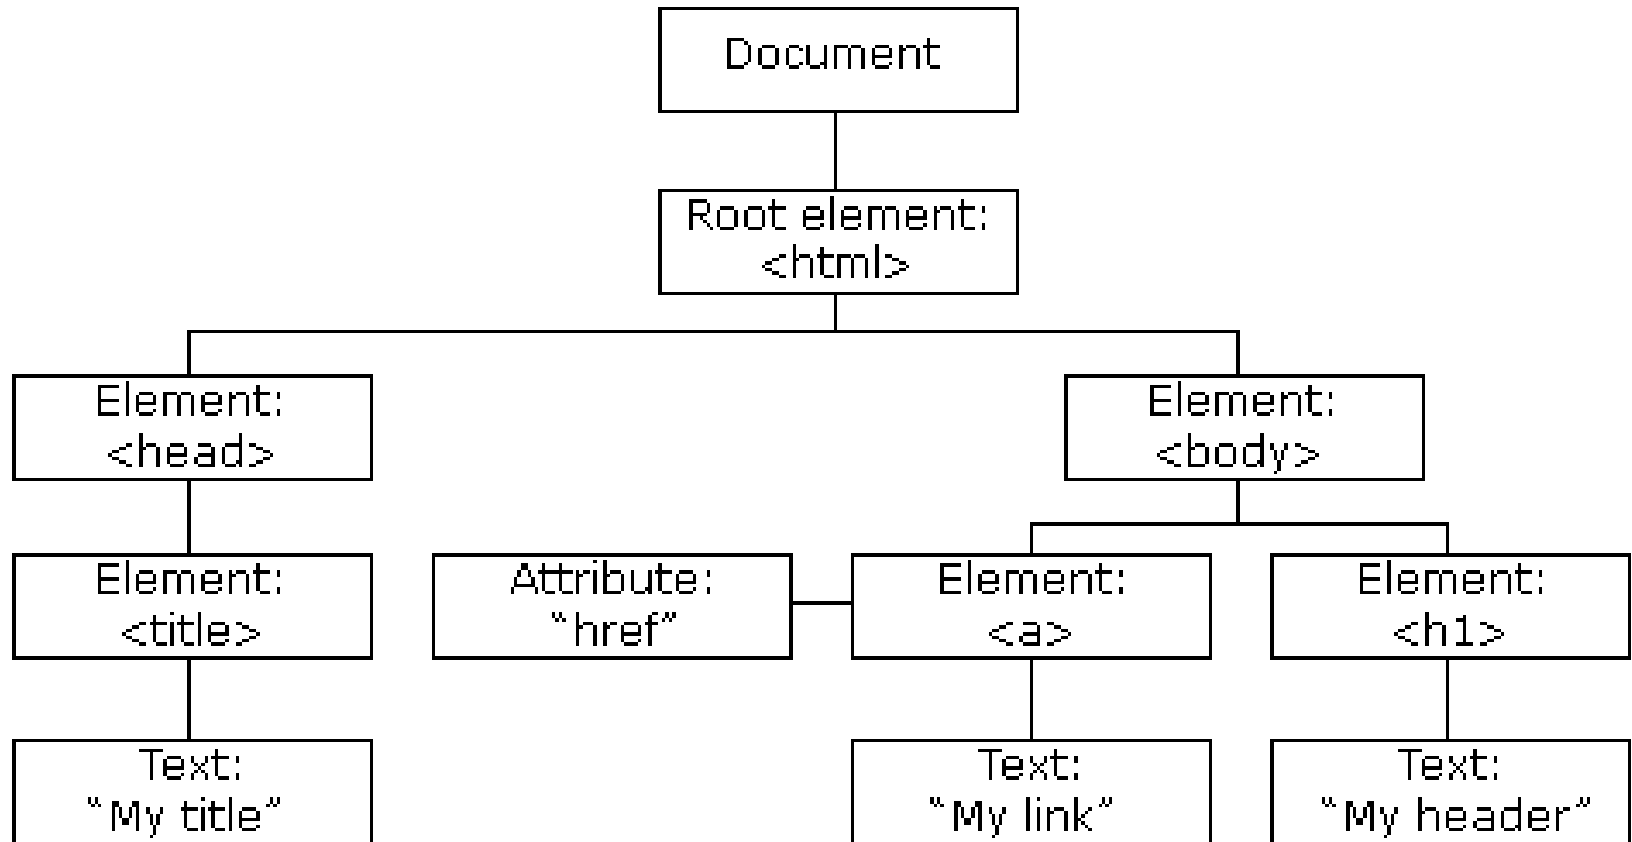 Document
Root element:
<html>
Element:
<head>
Element:
<body>
Element:
<title>
Attribute:
“href”
Element:
<a>
Element:
<h1>
Text:
“My title”
Text:
“My link”
Text:
“My header”